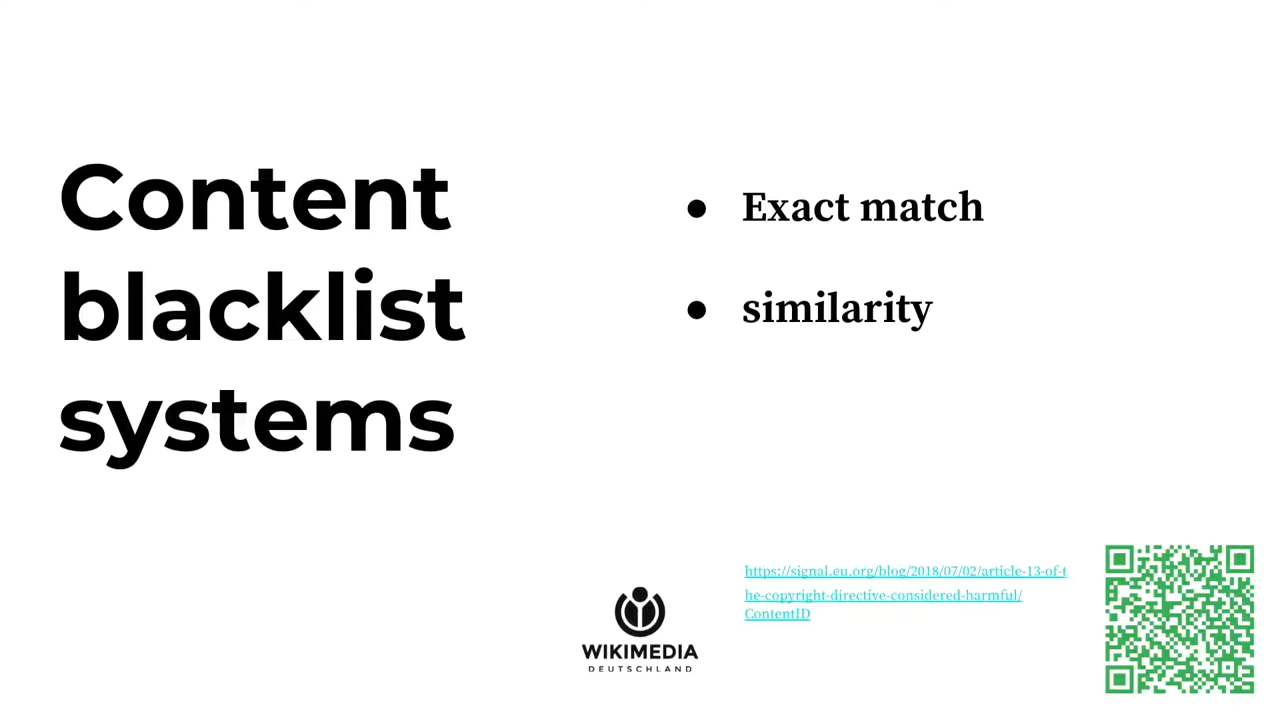 Content
blacklist
systems
● Exact match
● similarity
https://signal.eu.org/blog/2018/07/02/article-13-of-t
he-copyright-directive-considered-harmful/
ContentID
WIKIMEDIA
DEUTSCHLAND